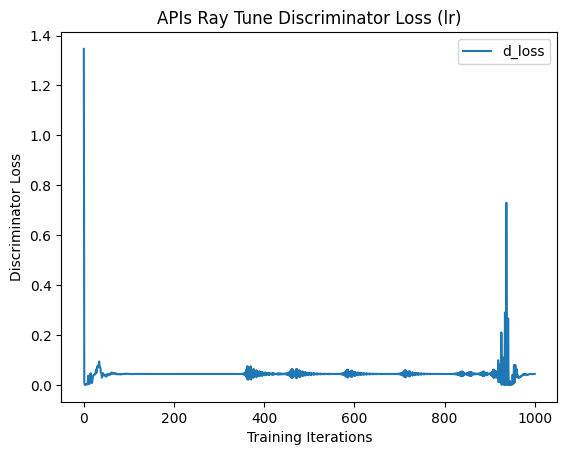 APIs Ray Tune Discriminator Loss (lr)
d_loss
Discriminator Loss
1.4
1.2
1.0
0.8
0.6
0.4
0.2
0.0
0 200 400 600 800 1000
Training Iterations